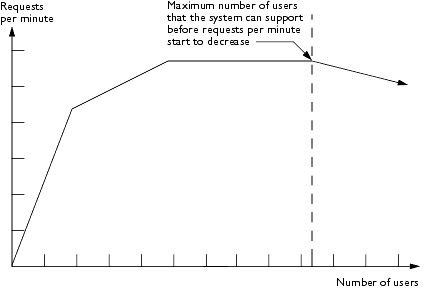 Requests
per minute
Maximum number of users
that the system can support
before requests per minute
start to decrease
Number of users